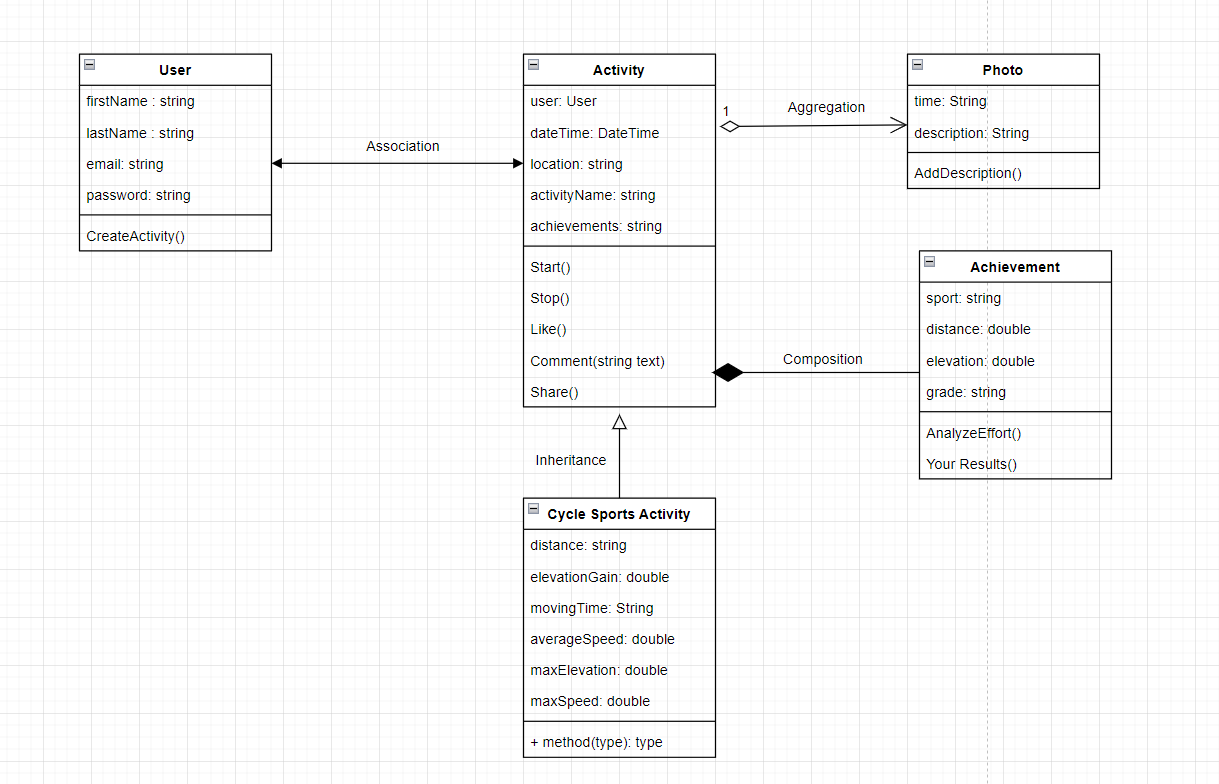 User
firstName : string
lastName : string
email: string
password: string
CreateActivity()
Association
Activity
user: User
dateTime: DateTime
location: string
activityName: string
achievements: string
Start()
Stop()
Like()
Comment(string text)
Share()
1
Aggregation
Photo
time: String
description: String
AddDescription()
Composition
Achievement
sport: string
distance: double
elevation: double
grade: string
AnalyzeEffort()
Your Results()
Inheritance
Cycle Sports Activity
distance: string
elevationGain: double
movingTime: String
averageSpeed: double
maxElevation: double
maxSpeed: double
+ method(type): type